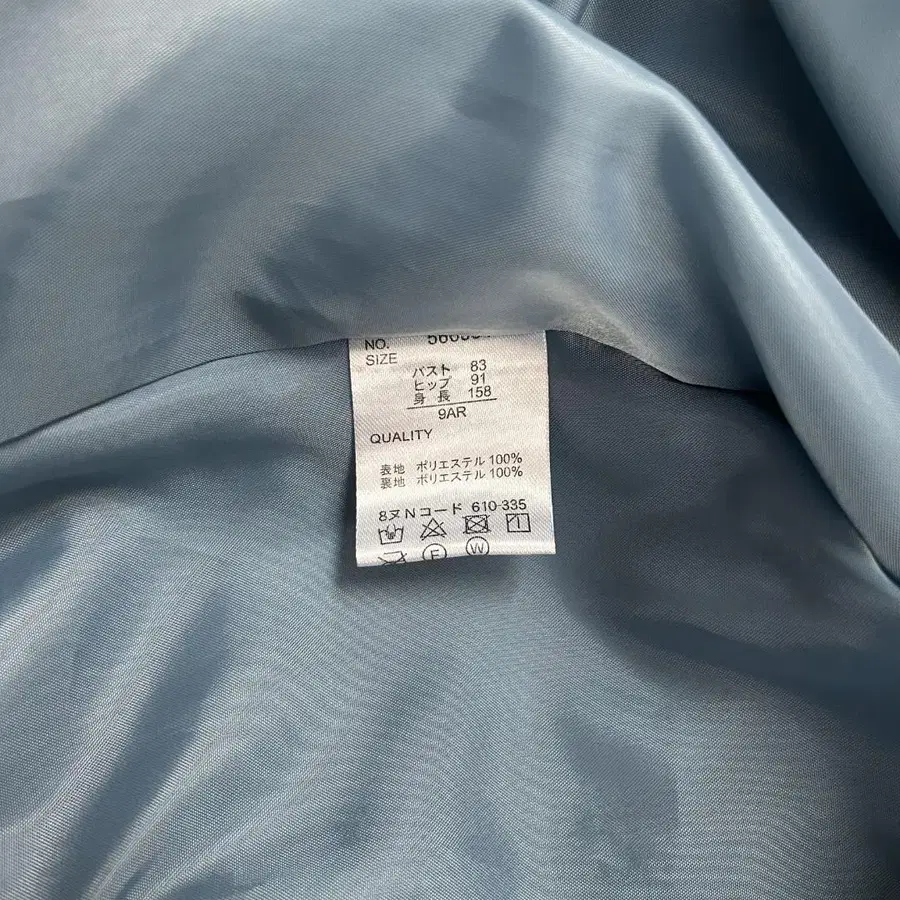 NO.
SIZE
バスト 83
ヒップ 91
身長 158
9AR
QUALITY
表地 ポリエステル 100%
裏地 ポリエステル 100%
8ヌNコード 610-335
F W